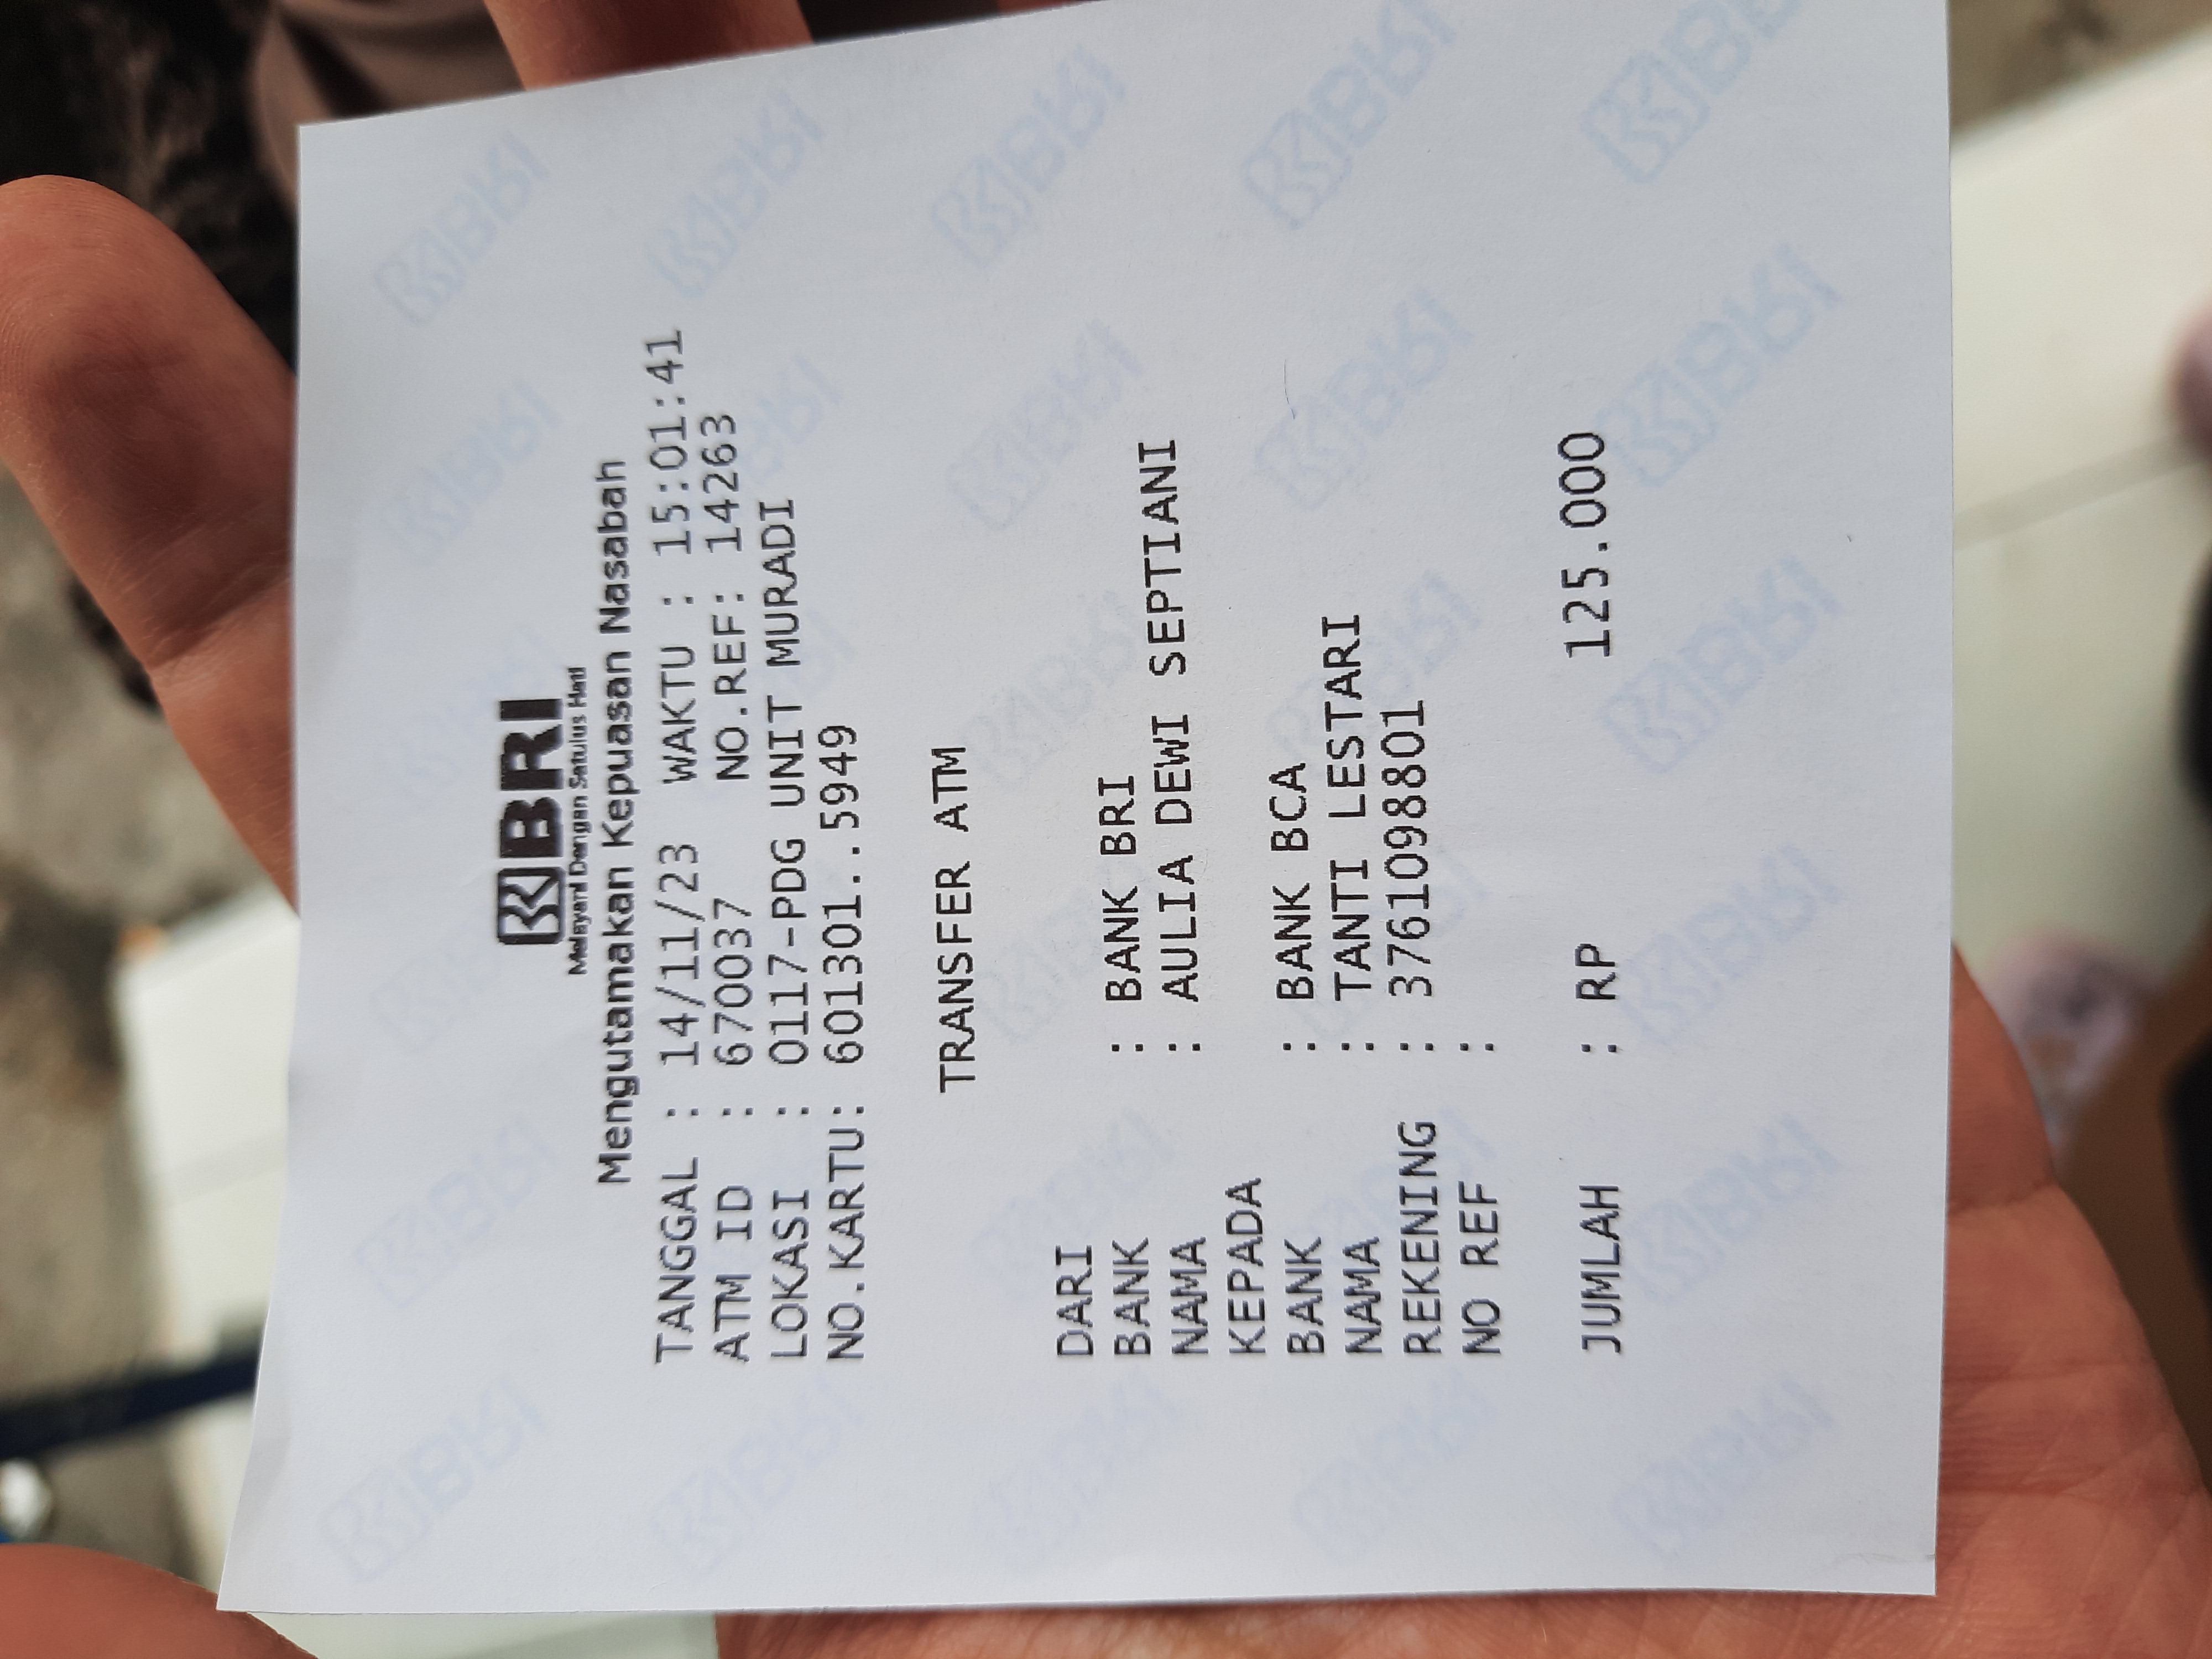 BRI
Melayani Dengan Setulus Hati
Mengutamakan Kepuasan Nasabah
TANGGAL : 14/11/23 WAKTU : 15:01:41
ATM ID : 670037 NO.REF: 14263
LOKASI : 0117-PDG UNIT MURADI
NO.KARTU: 601301..5949
TRANSFER ATM
DARI
BANK : BANK BRI
NAMA : AULIA DEWI SEPTIANI
KEPADA
BANK : BANK BCA
NAMA : TANTI LESTARI
REKENING : 3761098801
NO REF :
JUMLAH : RP 125.000